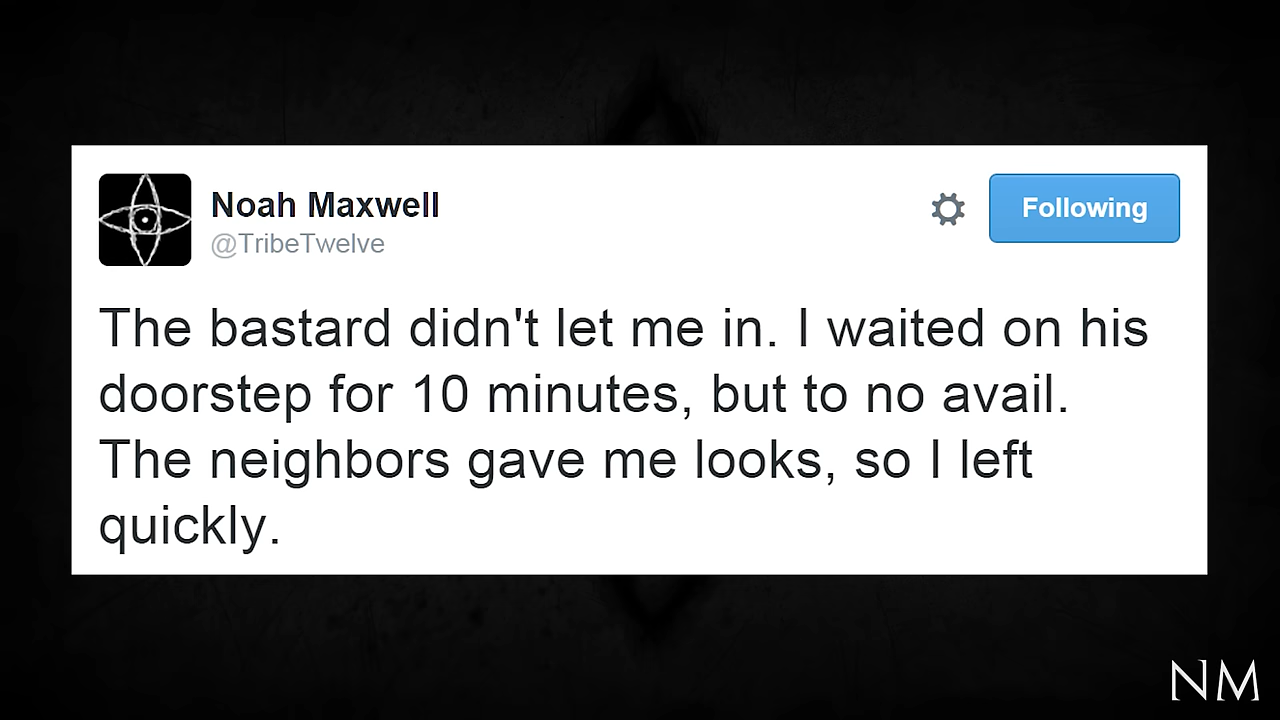 Noah Maxwell
@TribeTwelve
Following
The bastard didn't let me in. I waited on his
doorstep for 10 minutes, but to no avail.
The neighbors gave me looks, so I left
quickly.
NM